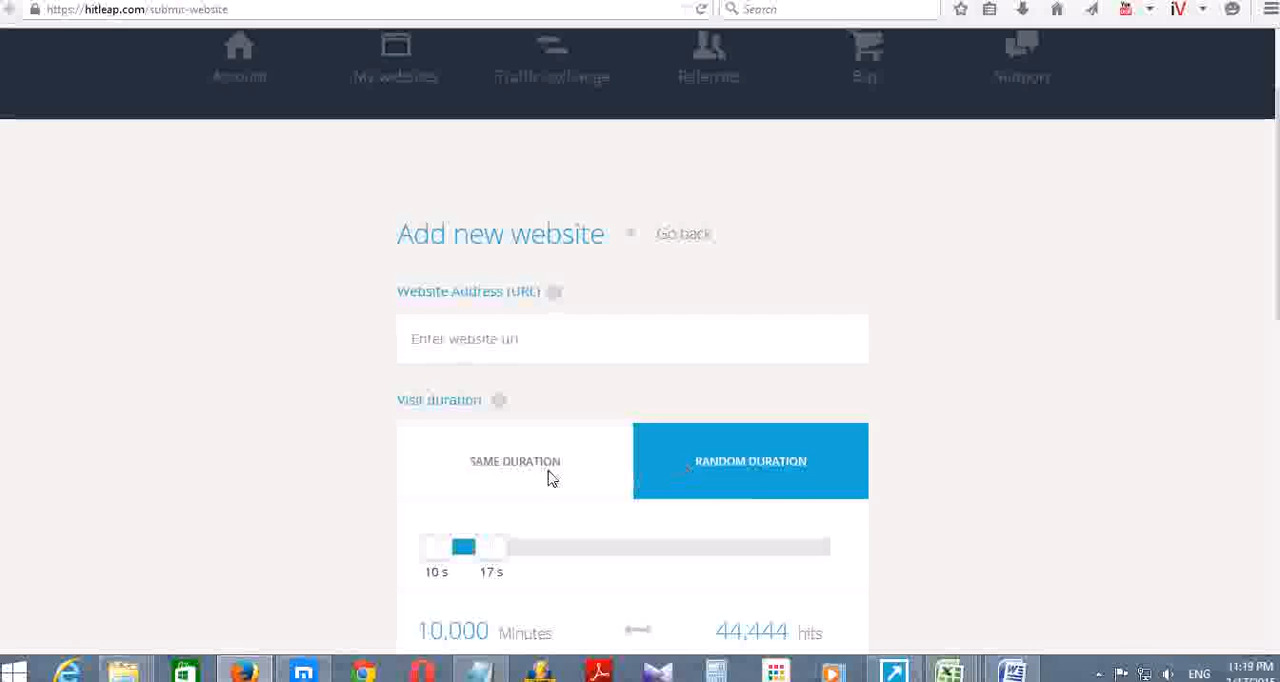 https://hitleap.com/submit-website
Search
Account
My websites
Traffic exchange
Referrals
Buy
Support
Add new website
Go back
Website Address (URL)
Enter website url
Visit duration
SAME DURATION
RANDOM DURATION
10 s 17 s
10,000 Minutes
44,444 hits
ENG
11:19 PM